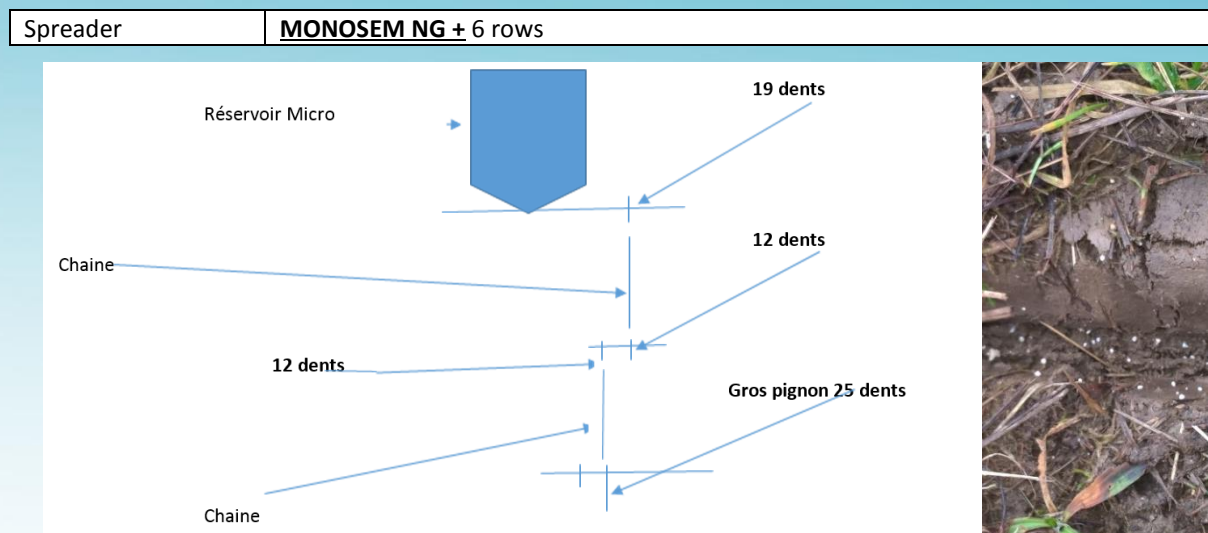 Spreader MONOSEM NG + 6 rows
19 dents
Réservoir Micro
12 dents
Chaine
12 dents
Gros pignon 25 dents
Chaine